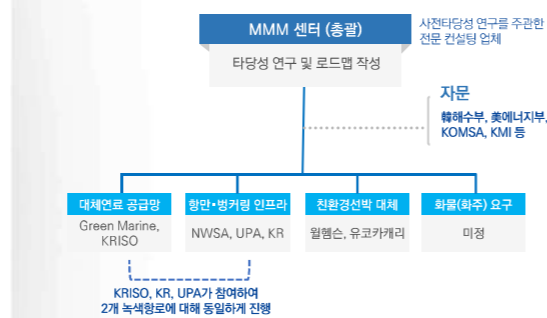 MMM 센터 (총괄)
사전타당성 연구를 주관한
전문 컨설팅 업체
타당성 연구 및 로드맵 작성
자문
韓해수부, 美에너지부,
KOMSA, KMI 등
대체연료 공급망
Green Marine,
KRISO
항만•벙커링 인프라
NWSA, UPA, KR
친환경선박 대체
윌헴슨, 유코카캐리
화물(화주) 요구
미정
KRISO, KR, UPA가 참여하여
2개 녹색항로에 대해 동일하게 진행